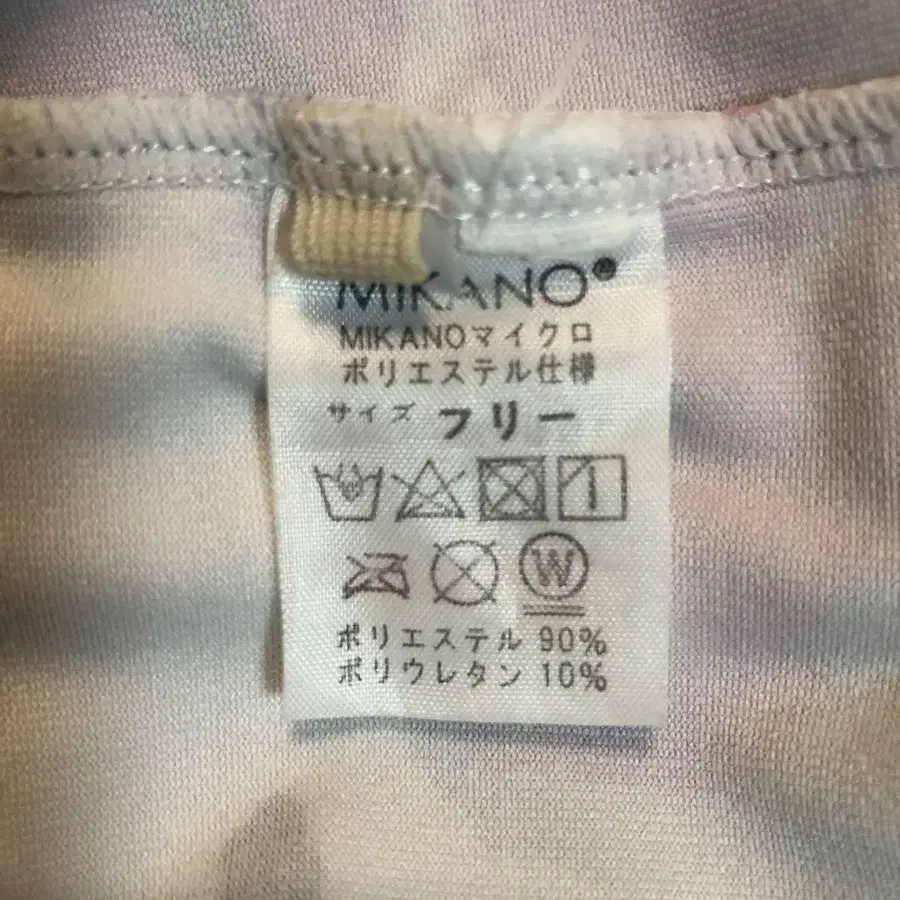 MIKANO®
MIKANOマイクロ
ポリエステル仕様
サイズ フリー
W
ポリエステル 90%
ポリウレタン 10%